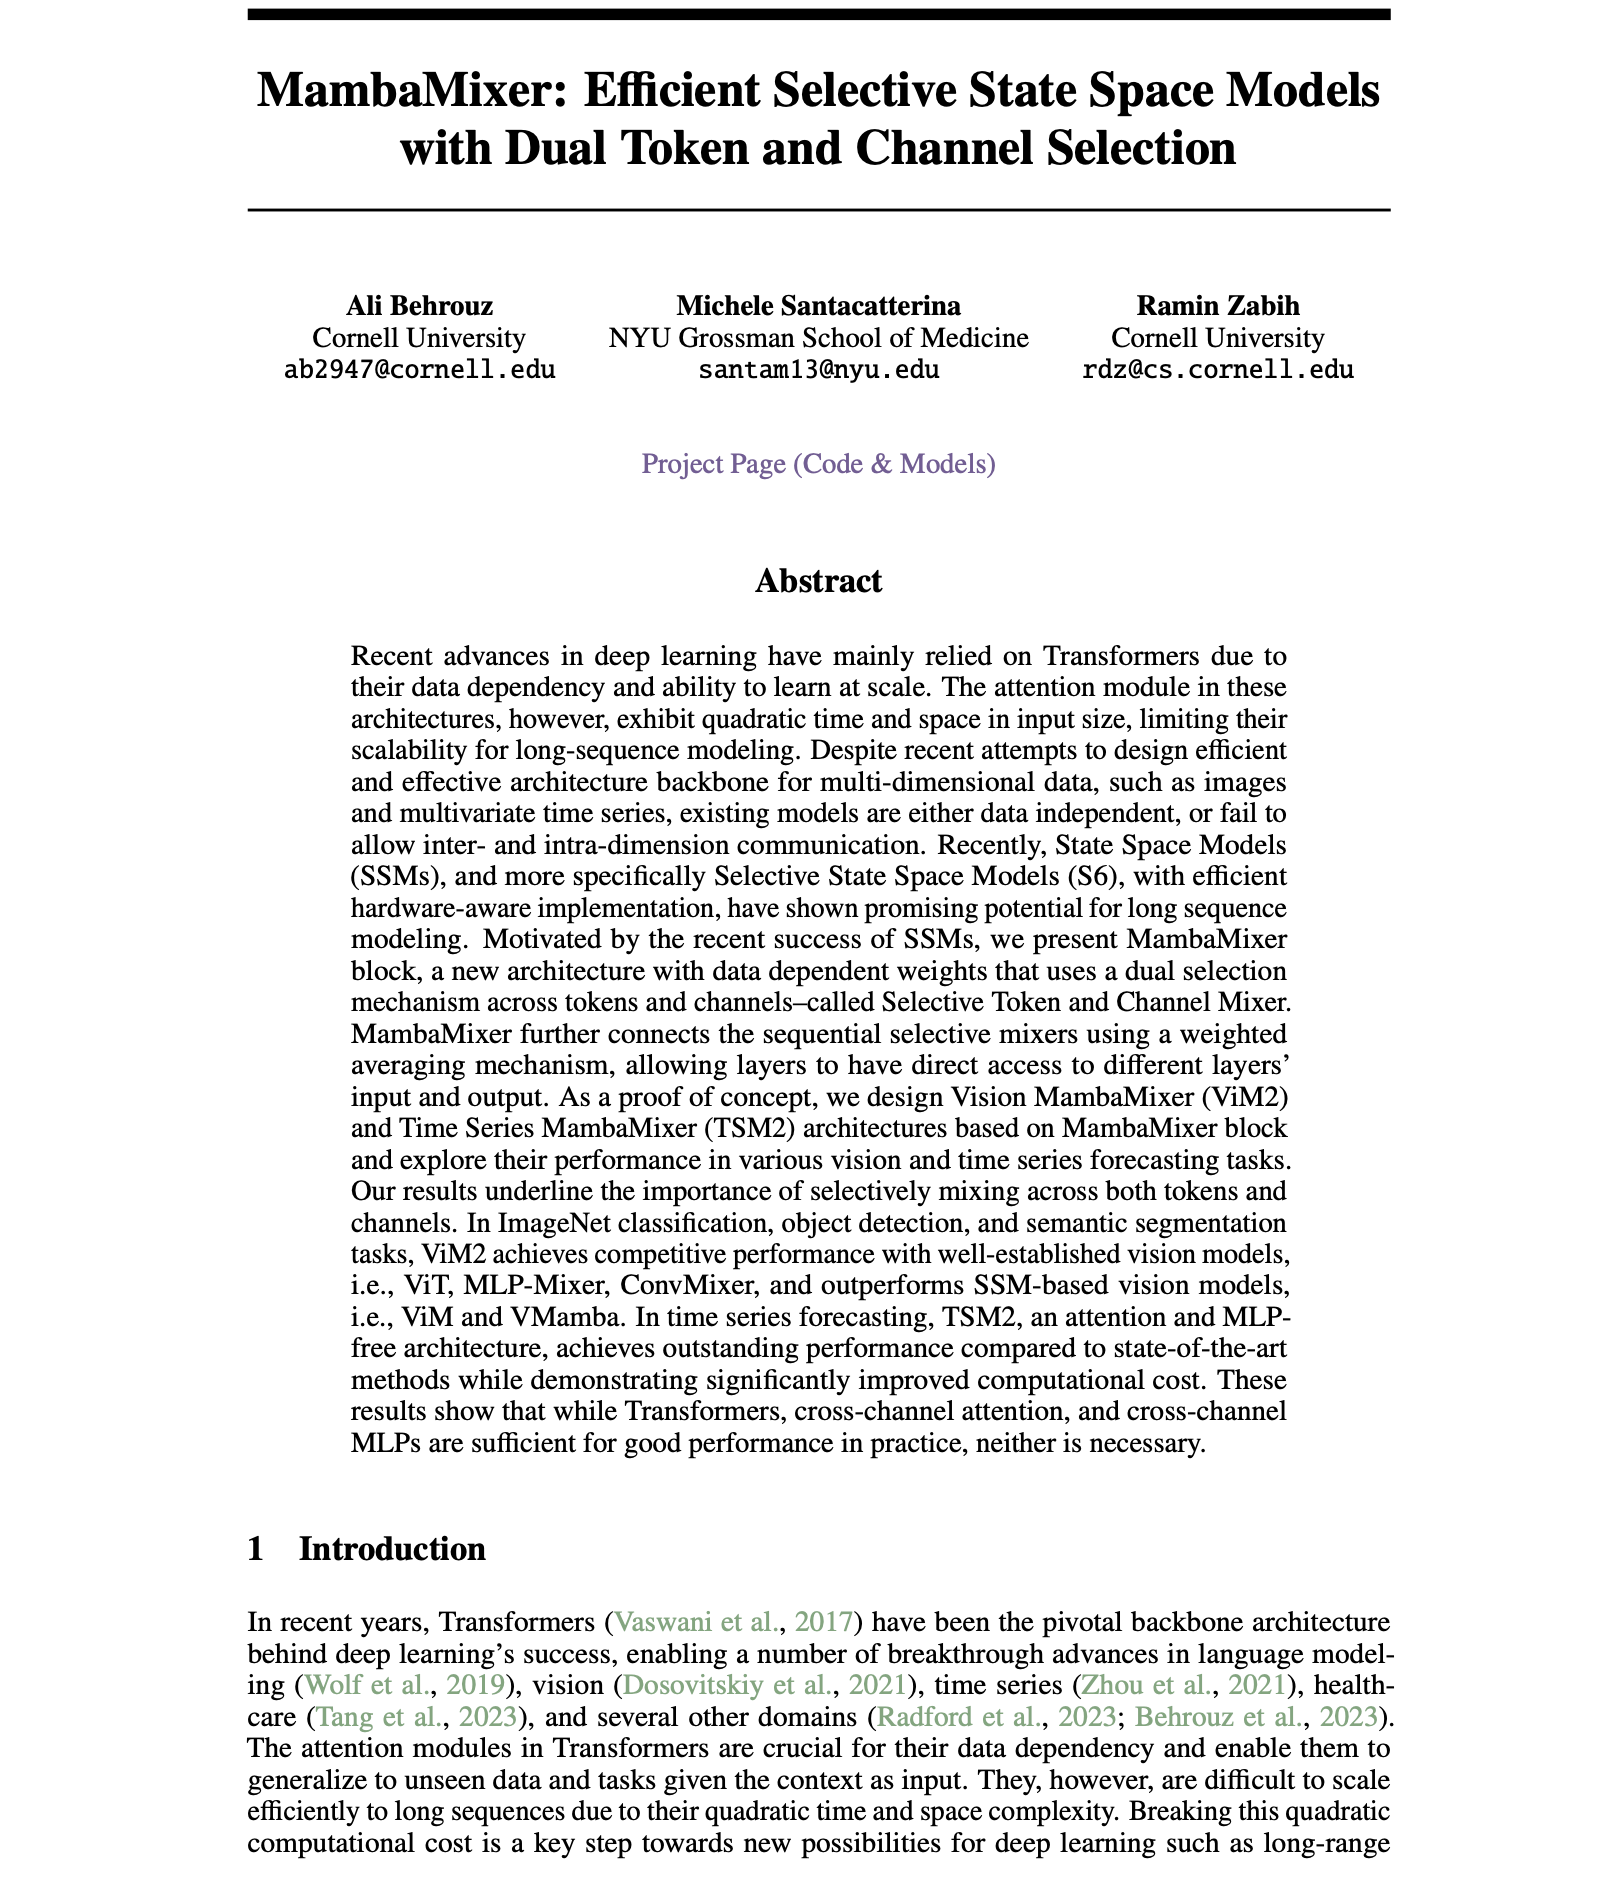 MambaMixer: Efficient Selective State Space Models
with Dual Token and Channel Selection
Ali Behrouz
Cornell University
ab2947@cornell.edu
Michele Santacatterina
NYU Grossman School of Medicine
santam13@nyu.edu
Ramin Zabih
Cornell University
rdz@cs.cornell.edu
Project Page (Code & Models)
Abstract
Recent advances in deep learning have mainly relied on Transformers due to
their data dependency and ability to learn at scale. The attention module in these
architectures, however, exhibit quadratic time and space in input size, limiting their
scalability for long-sequence modeling. Despite recent attempts to design efficient
and effective architecture backbone for multi-dimensional data, such as images
and multivariate time series, existing models are either data independent, or fail to
allow inter- and intra-dimension communication. Recently, State Space Models
(SSMs), and more specifically Selective State Space Models (S6), with efficient
hardware-aware implementation, have shown promising potential for long sequence
modeling. Motivated by the recent success of SSMs, we present MambaMixer
block, a new architecture with data dependent weights that uses a dual selection
mechanism across tokens and channels–called Selective Token and Channel Mixer.
MambaMixer further connects the sequential selective mixers using a weighted
averaging mechanism, allowing layers to have direct access to different layers’
input and output. As a proof of concept, we design Vision MambaMixer (ViM2)
and Time Series MambaMixer (TSM2) architectures based on MambaMixer block
and explore their performance in various vision and time series forecasting tasks.
Our results underline the importance of selectively mixing across both tokens and
channels. In ImageNet classification, object detection, and semantic segmentation
tasks, ViM2 achieves competitive performance with well-established vision models,
i.e., ViT, MLP-Mixer, ConvMixer, and outperforms SSM-based vision models,
i.e., ViM and VMamba. In time series forecasting, TSM2, an attention and MLP-
free architecture, achieves outstanding performance compared to state-of-the-art
methods while demonstrating significantly improved computational cost. These
results show that while Transformers, cross-channel attention, and cross-channel
MLPs are sufficient for good performance in practice, neither is necessary.
1 Introduction
In recent years, Transformers (Vaswani et al., 2017) have been the pivotal backbone architecture
behind deep learning’s success, enabling a number of breakthrough advances in language model-
ing (Wolf et al., 2019), vision (Dosovitskiy et al., 2021), time series (Zhou et al., 2021), health-
care (Tang et al., 2023), and several other domains (Radford et al., 2023; Behrouz et al., 2023).
The attention modules in Transformers are crucial for their data dependency and enable them to
generalize to unseen data and tasks given the context as input. They, however, are difficult to scale
efficiently to long sequences due to their quadratic time and space complexity. Breaking this quadratic
computational cost is a key step towards new possibilities for deep learning such as long-range